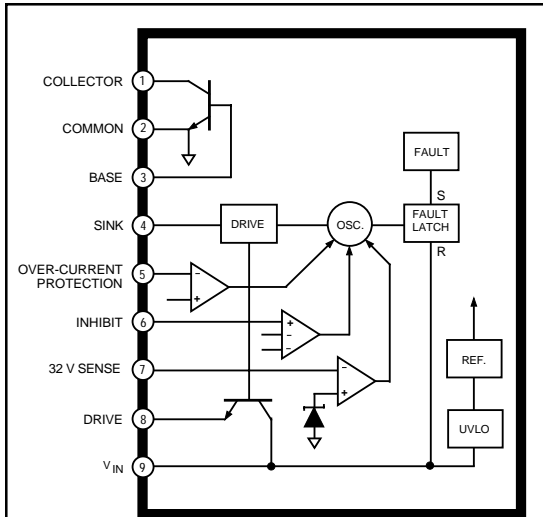 COLLECTOR
1
COMMON
2
BASE
3
SINK
4
DRIVE
OSC.
FAULT
S
FAULT
LATCH
R
OVER-CURRENT
PROTECTION
5
–
+
INHIBIT
6
+
–
–
32 V SENSE
7
–
+
REF.
DRIVE
8
UVLO
V IN
9